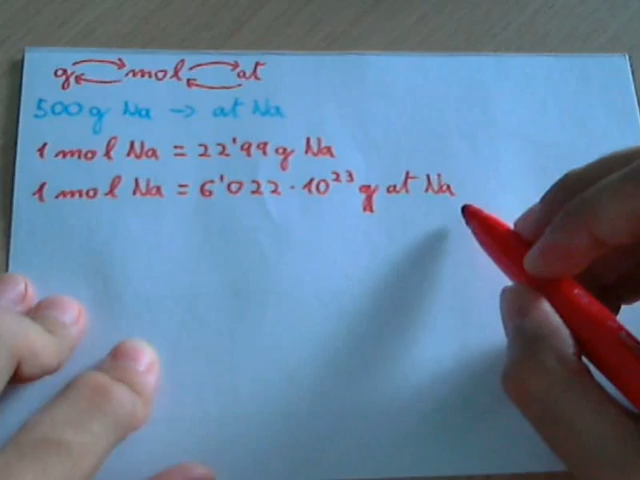 g mol at
500g Na → at Na
1 mol Na = 22'99 g Na
1 mol Na = 6'022 · 10²³ g at Na